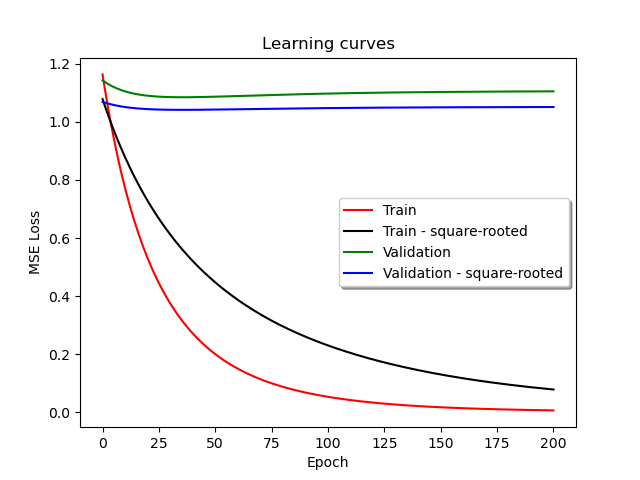 Learning curves
MSE Loss
1.2
1.0
0.8
0.6
0.4
0.2
0.0
Train
Train - square-rooted
Validation
Validation - square-rooted
0 25 50 75 100 125 150 175 200
Epoch